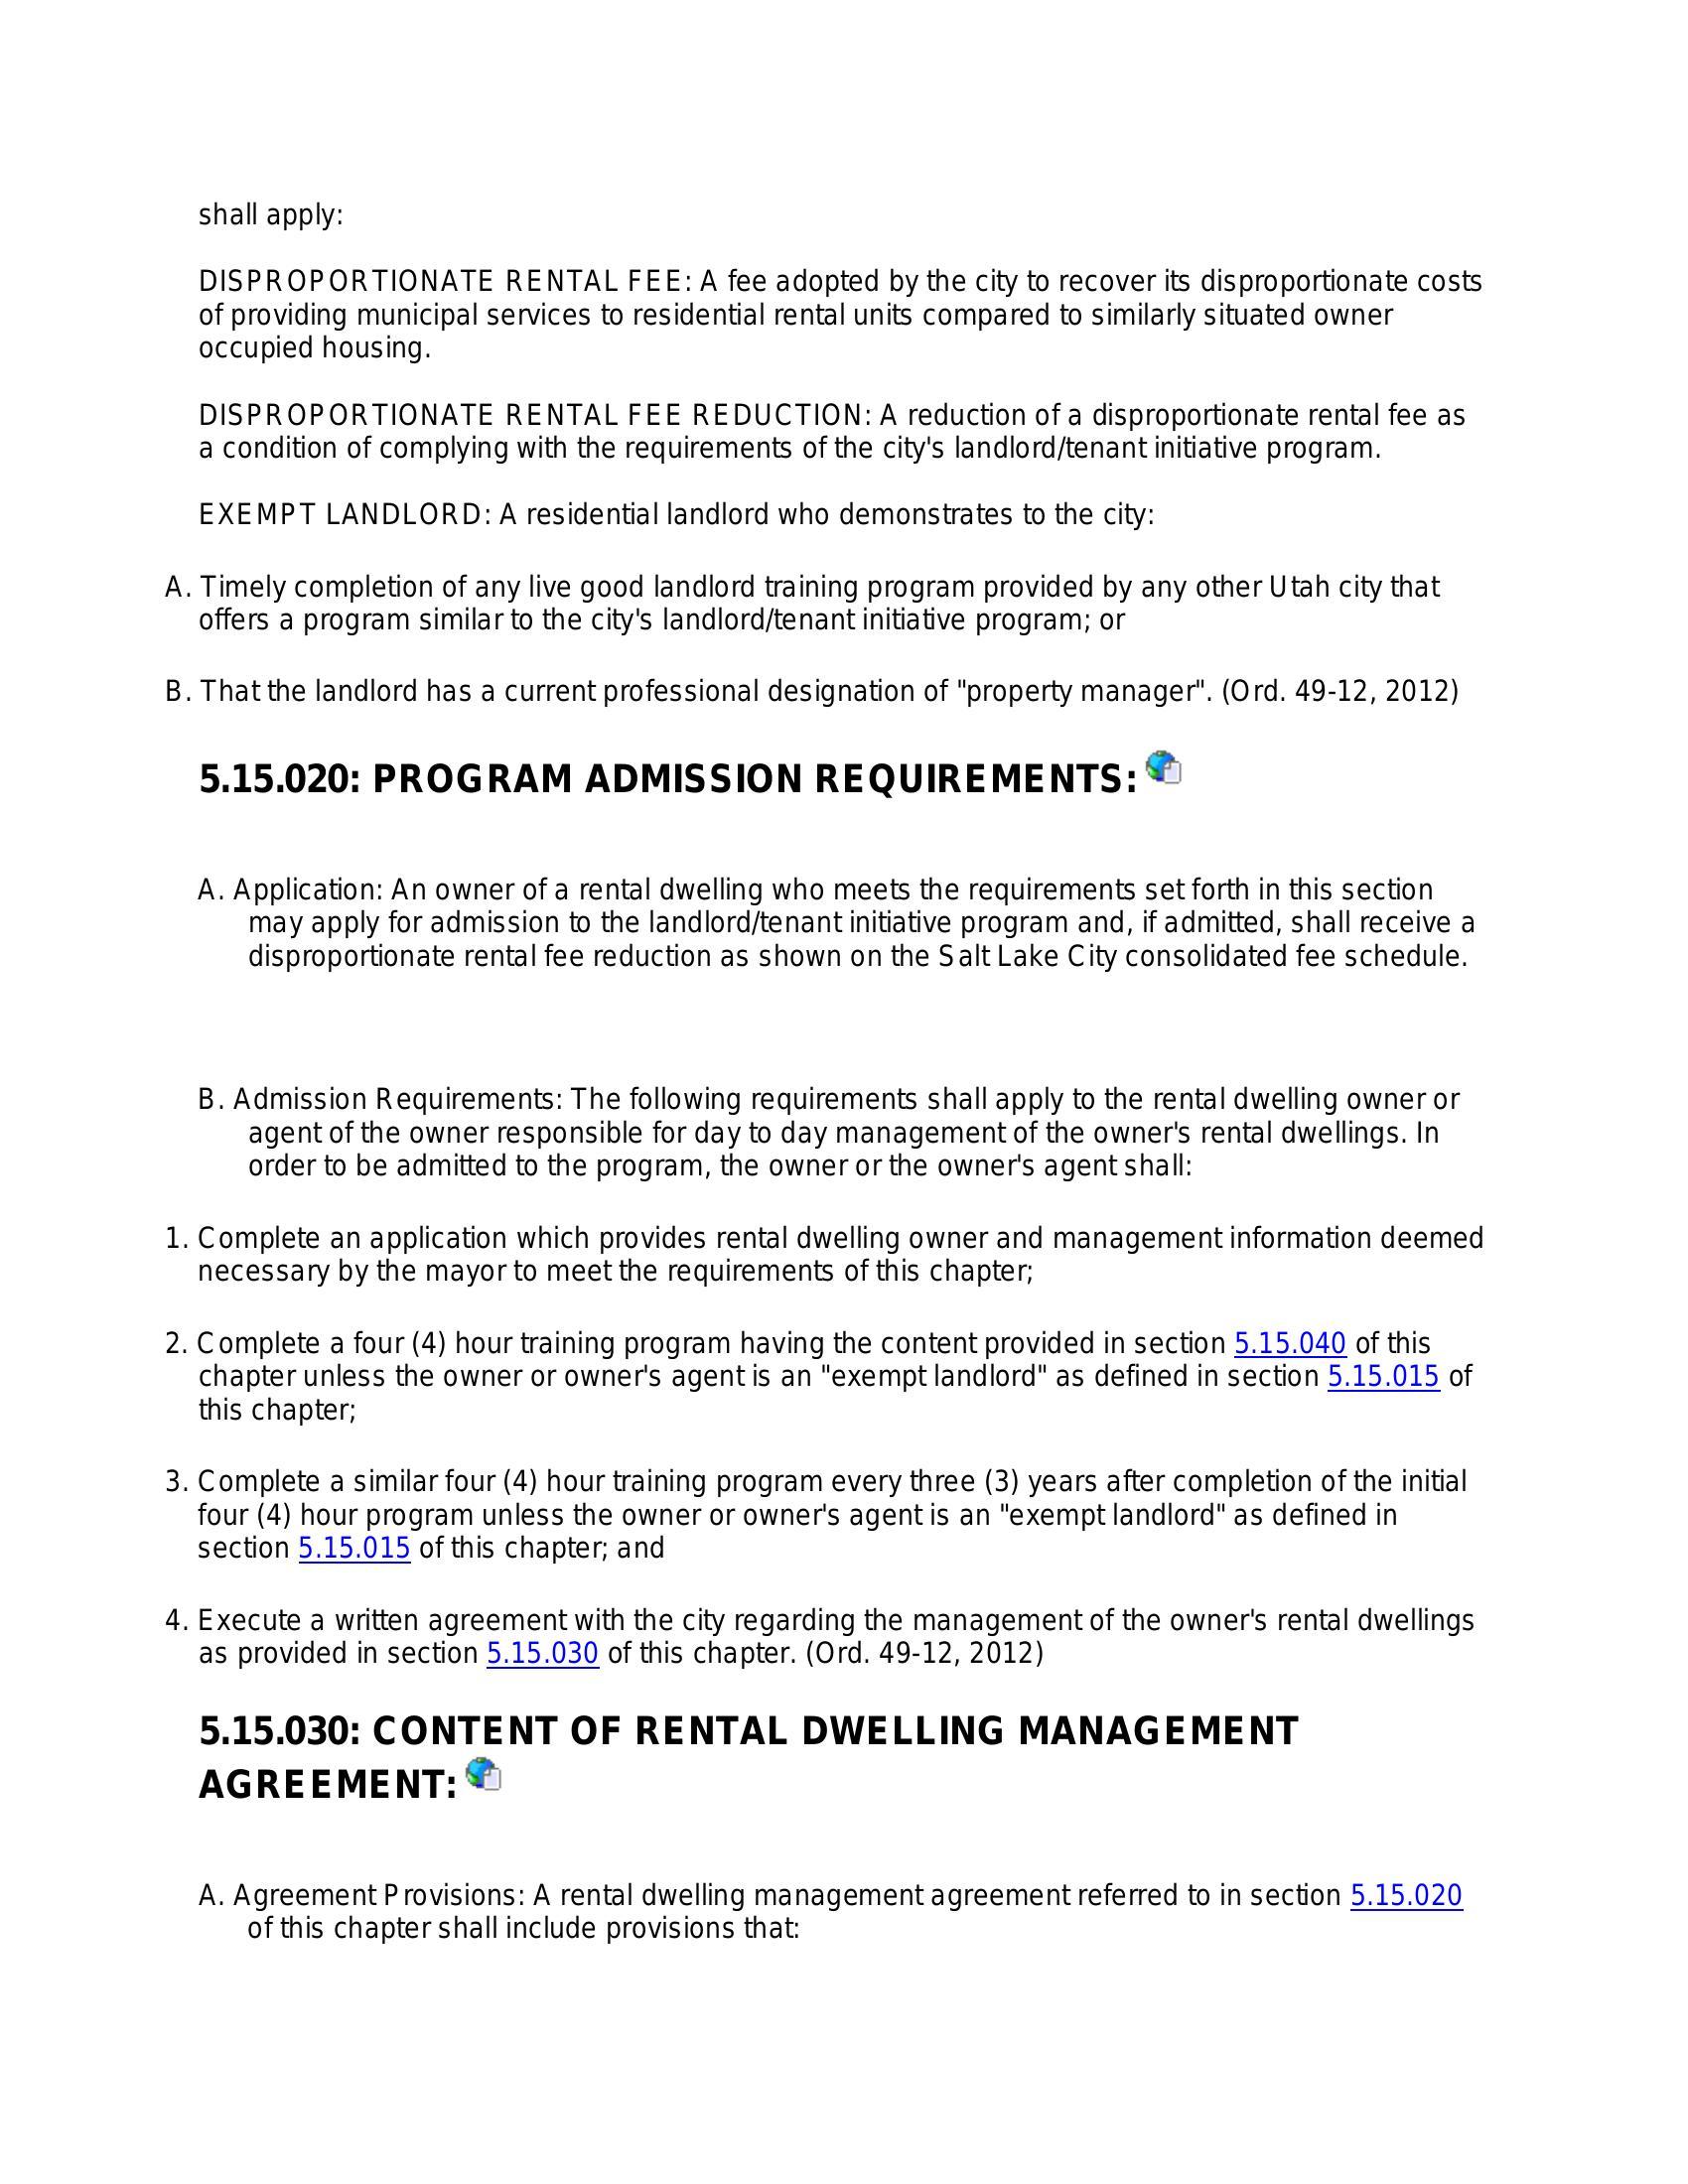 shall apply:
DISPROPORTIONATE RENTAL FEE: A fee adopted by the city to recover its disproportionate costs
of providing municipal services to residential rental units compared to similarly situated owner
occupied housing.
DISPROPORTIONATE RENTAL FEE REDUCTION: A reduction of a disproportionate rental fee as
a condition of complying with the requirements of the city's landlord/tenant initiative program.
EXEMPT LANDLORD: A residential landlord who demonstrates to the city:
A. Timely completion of any live good landlord training program provided by any other Utah city that
offers a program similar to the city's landlord/tenant initiative program; or
B. That the landlord has a current professional designation of "property manager". (Ord. 49-12, 2012)
5.15.020: PROGRAM ADMISSION REQUIREMENTS:
A. Application: An owner of a rental dwelling who meets the requirements set forth in this section
may apply for admission to the landlord/tenant initiative program and, if admitted, shall receive a
disproportionate rental fee reduction as shown on the Salt Lake City consolidated fee schedule.
B. Admission Requirements: The following requirements shall apply to the rental dwelling owner or
agent of the owner responsible for day to day management of the owner's rental dwellings. In
order to be admitted to the program, the owner or the owner's agent shall:
1. Complete an application which provides rental dwelling owner and management information deemed
necessary by the mayor to meet the requirements of this chapter;
2. Complete a four (4) hour training program having the content provided in section 5.15.040 of this
chapter unless the owner or owner's agent is an "exempt landlord" as defined in section 5.15.015 of
this chapter;
3. Complete a similar four (4) hour training program every three (3) years after completion of the initial
four (4) hour program unless the owner or owner's agent is an "exempt landlord" as defined in
section 5.15.015 of this chapter; and
4. Execute a written agreement with the city regarding the management of the owner's rental dwellings
as provided in section 5.15.030 of this chapter. (Ord. 49-12, 2012)
5.15.030: CONTENT OF RENTAL DWELLING MANAGEMENT
AGREEMENT:
A. Agreement Provisions: A rental dwelling management agreement referred to in section 5.15.020
of this chapter shall include provisions that: